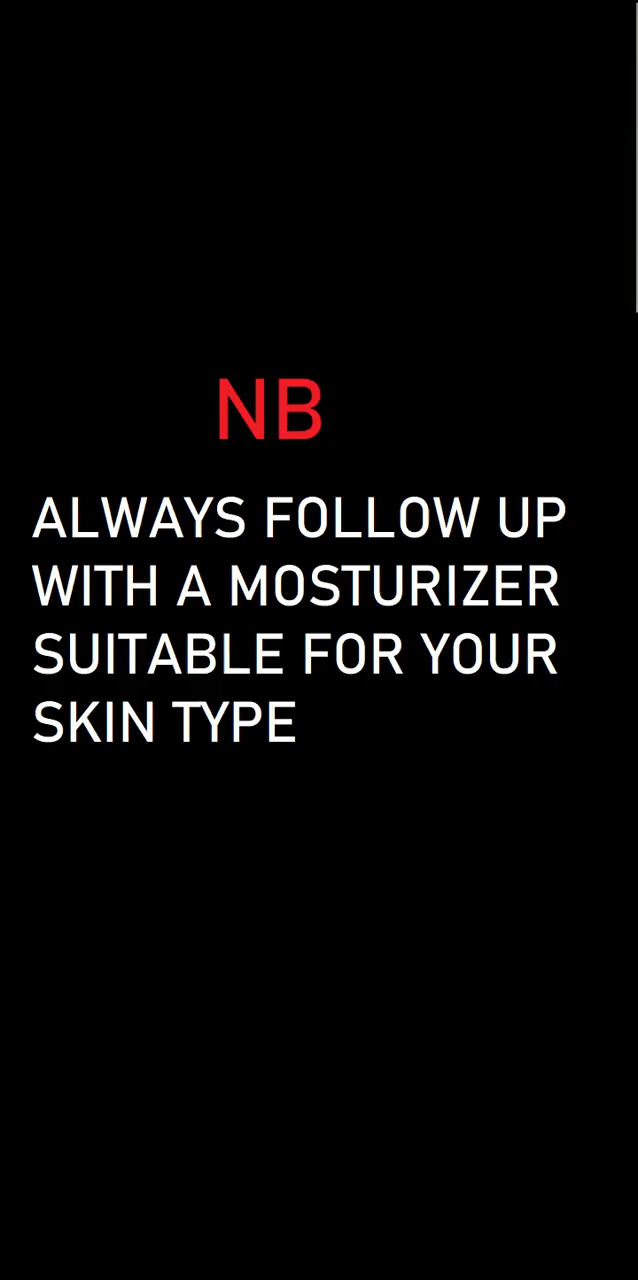 NB
ALWAYS FOLLOW UP
WITH A MOSTURIZER
SUITABLE FOR YOUR
SKIN TYPE